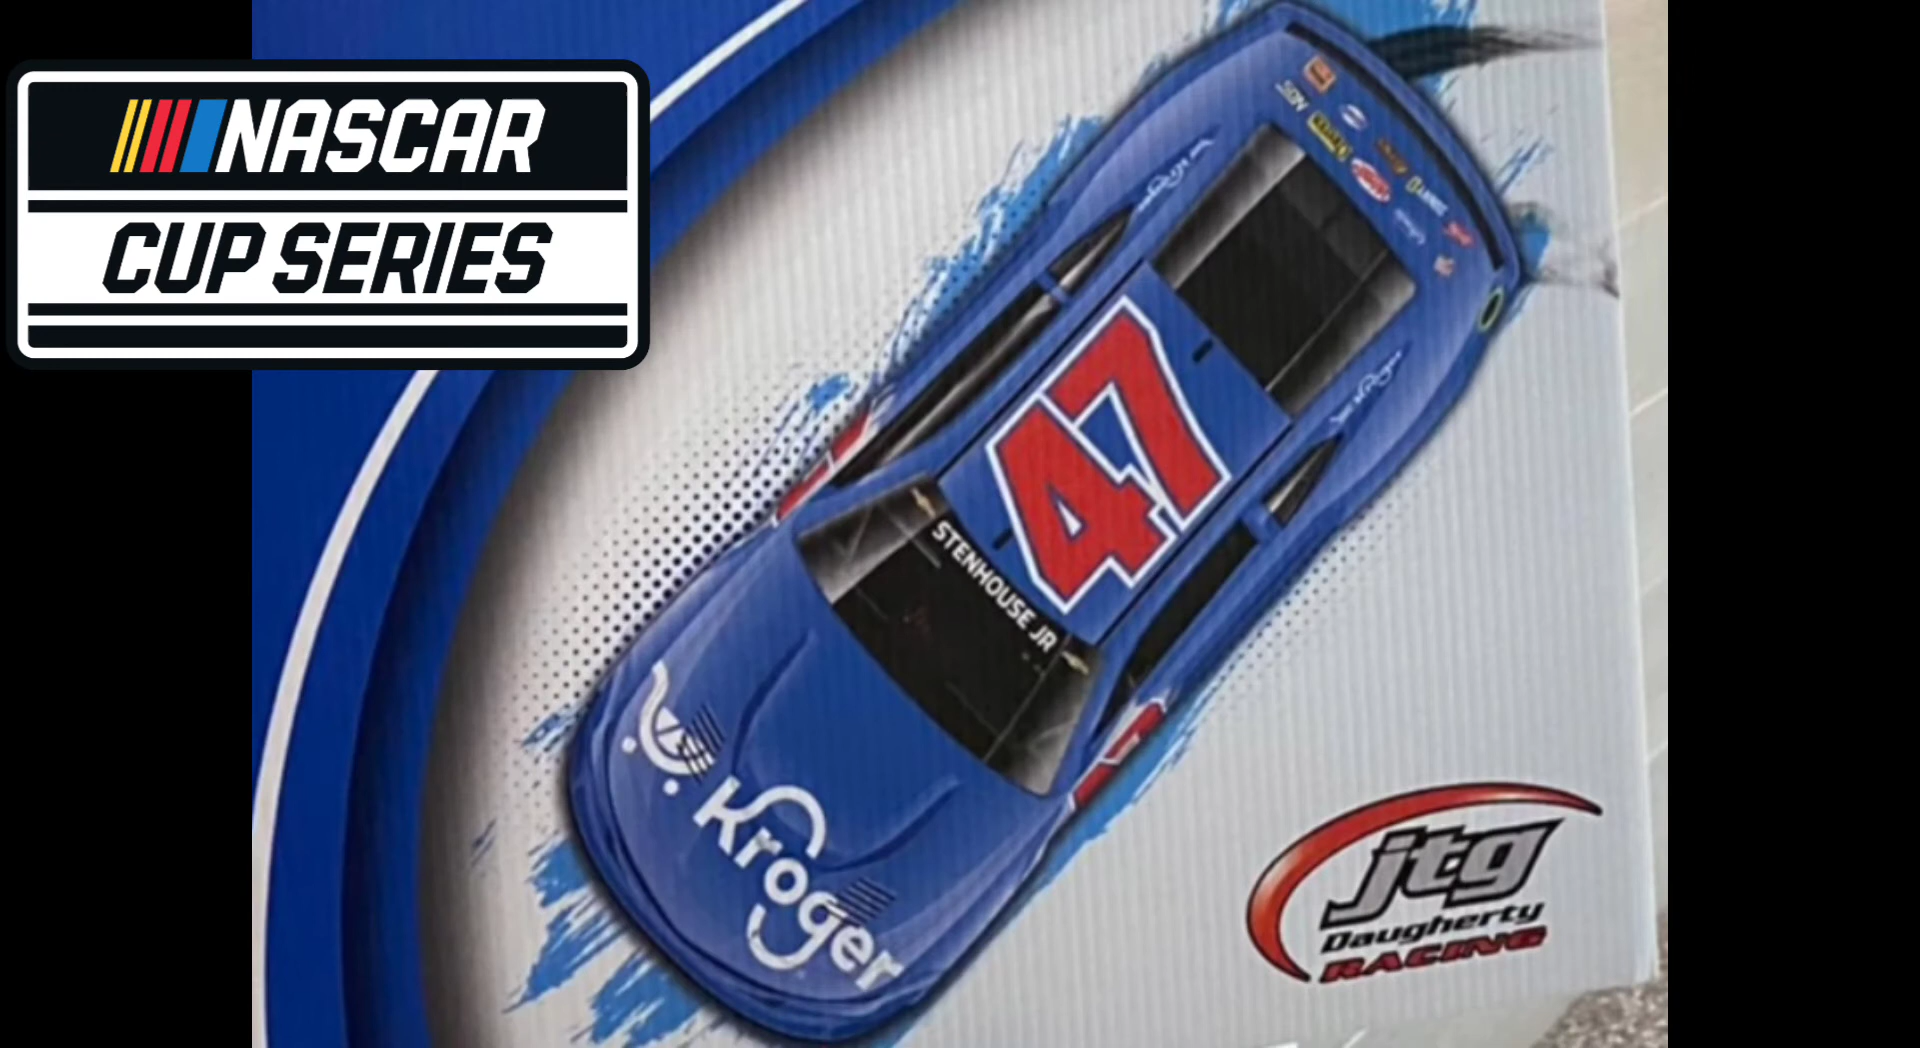 NASCAR
CUP SERIES
47
STENHOUSE JR
Kroger
jtg
Daugherty
RACING